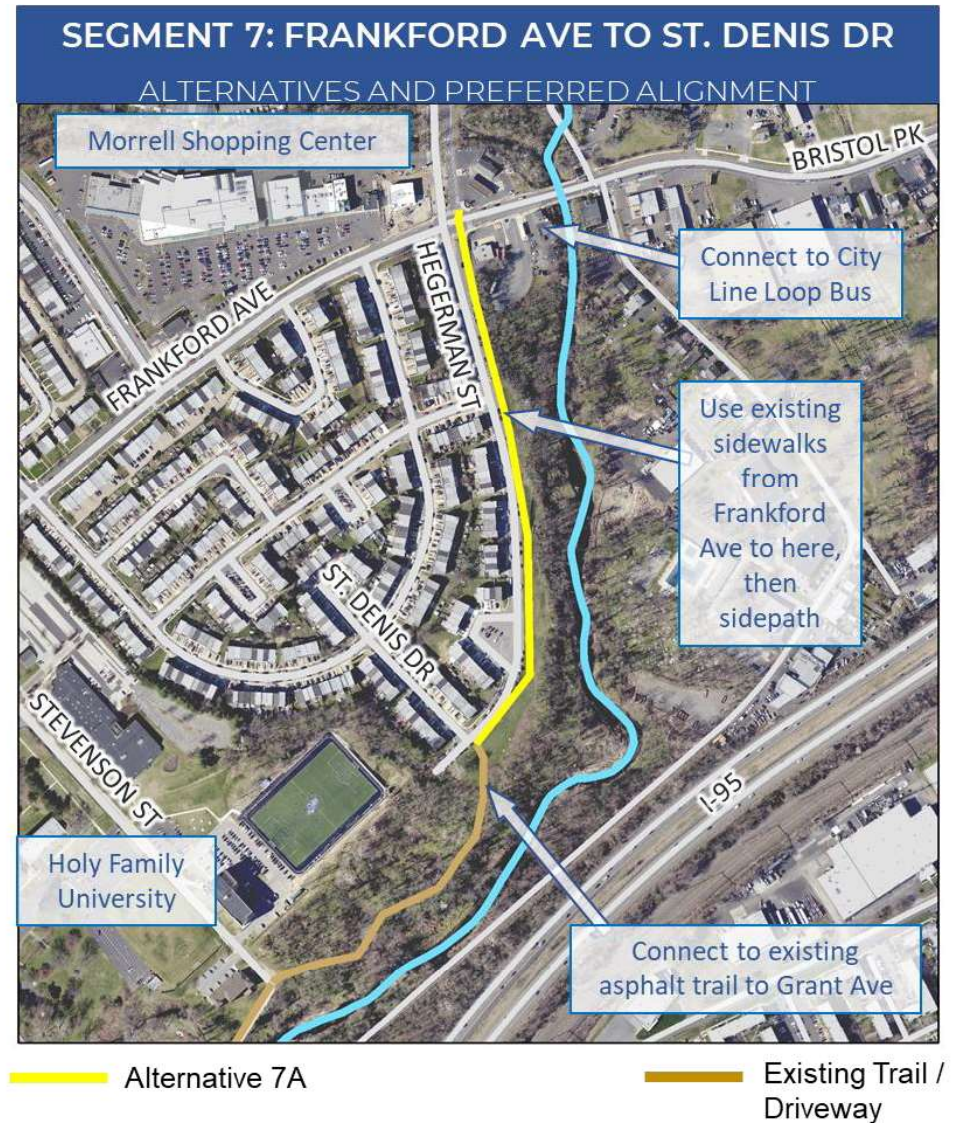 SEGMENT 7: FRANKFORD AVE TO ST. DENIS DR
ALTERNATIVES AND PREFERRED ALIGNMENT
Morrell Shopping Center
BRISTOL PK
Connect to City
Line Loop Bus
HEGERMAN ST
FRANKFORD AVE
Use existing
sidewalks
from
Frankford
Ave to here,
then
sidepath
ST. DENIS DR
STEVENSON ST
I-95
Holy Family
University
Connect to existing
asphalt trail to Grant Ave
Alternative 7A
Existing Trail /
Driveway